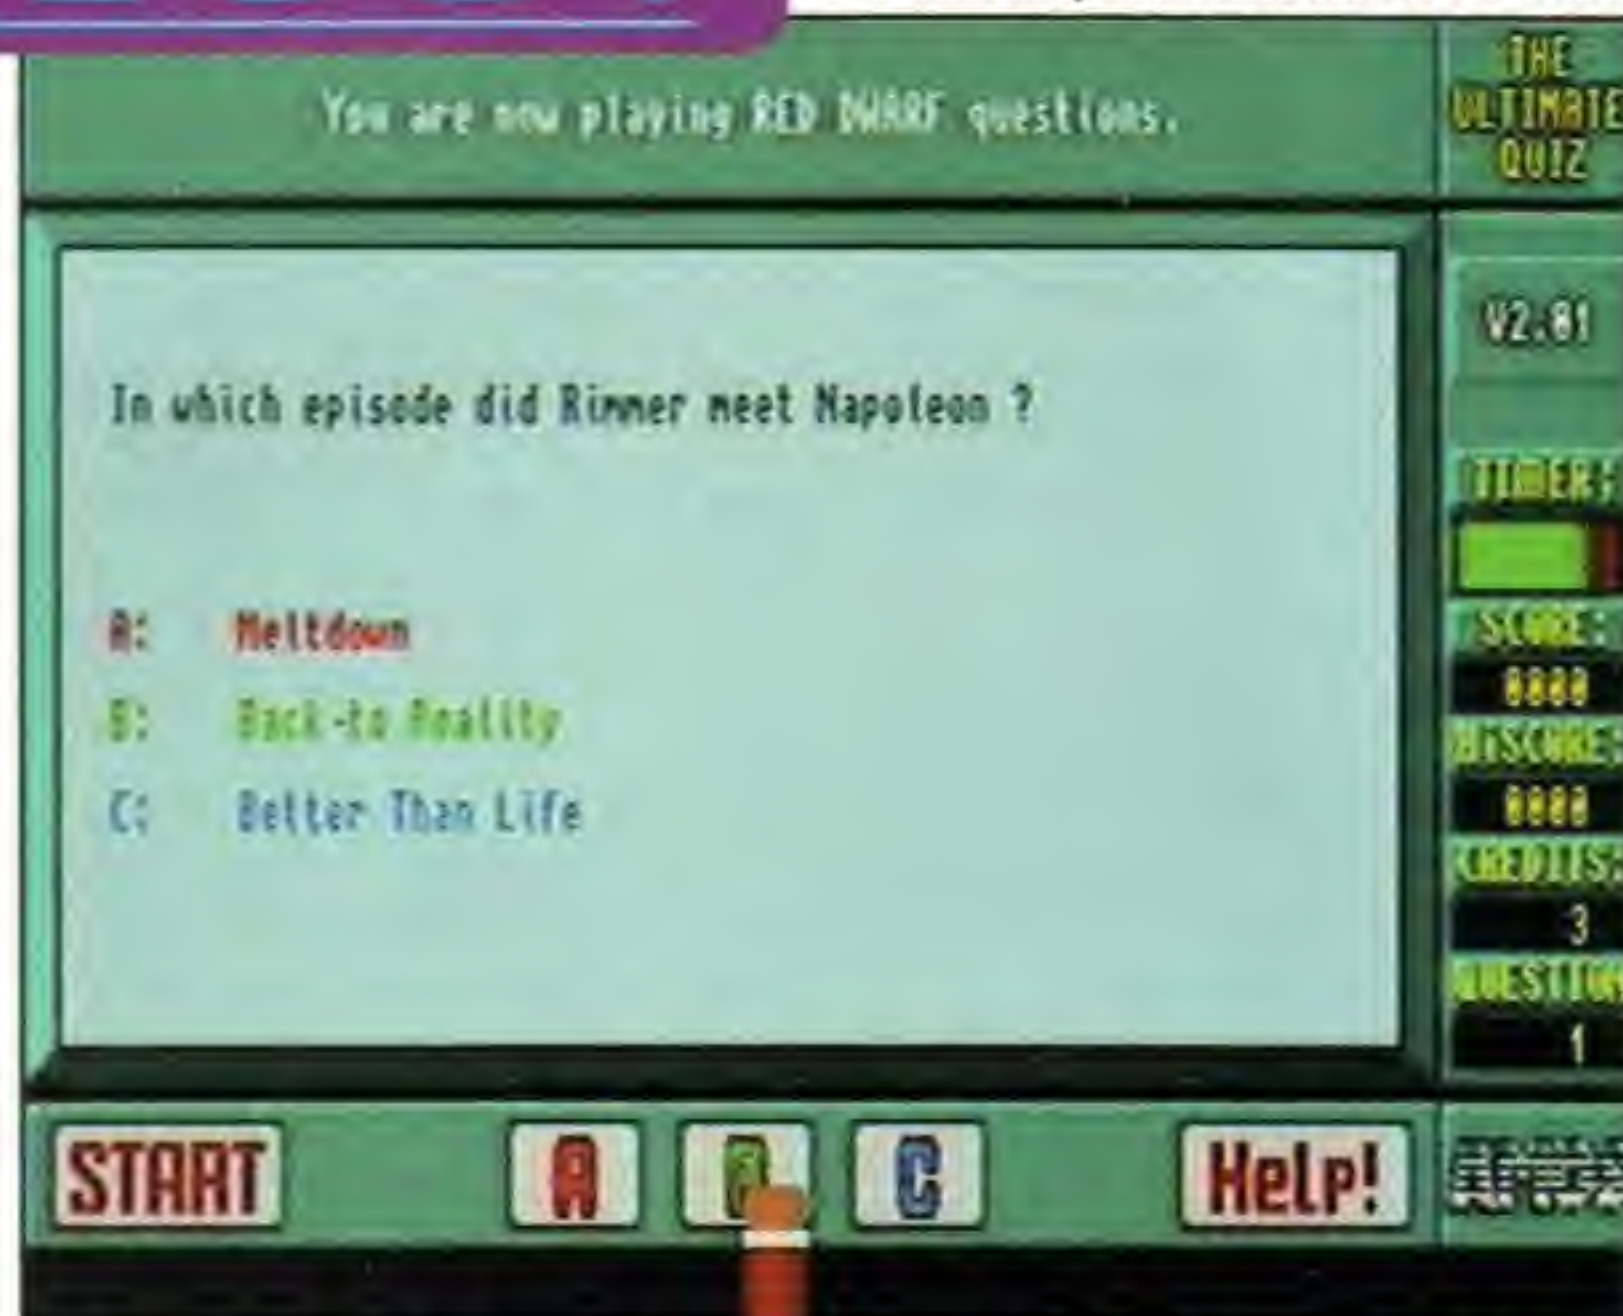 You are now playing RED DWARF questions.
THE
ULTIMATE
QUIZ
In which episode did Rimmer meet Napoleon ?
A: Meltdown
B: Back-to Reality
C: Better Than Life
V2.01
TIMER:
SCORE:
0000
HISCORE:
0000
CREDITS:
3
QUESTION
1
START
A
B
C
Help!